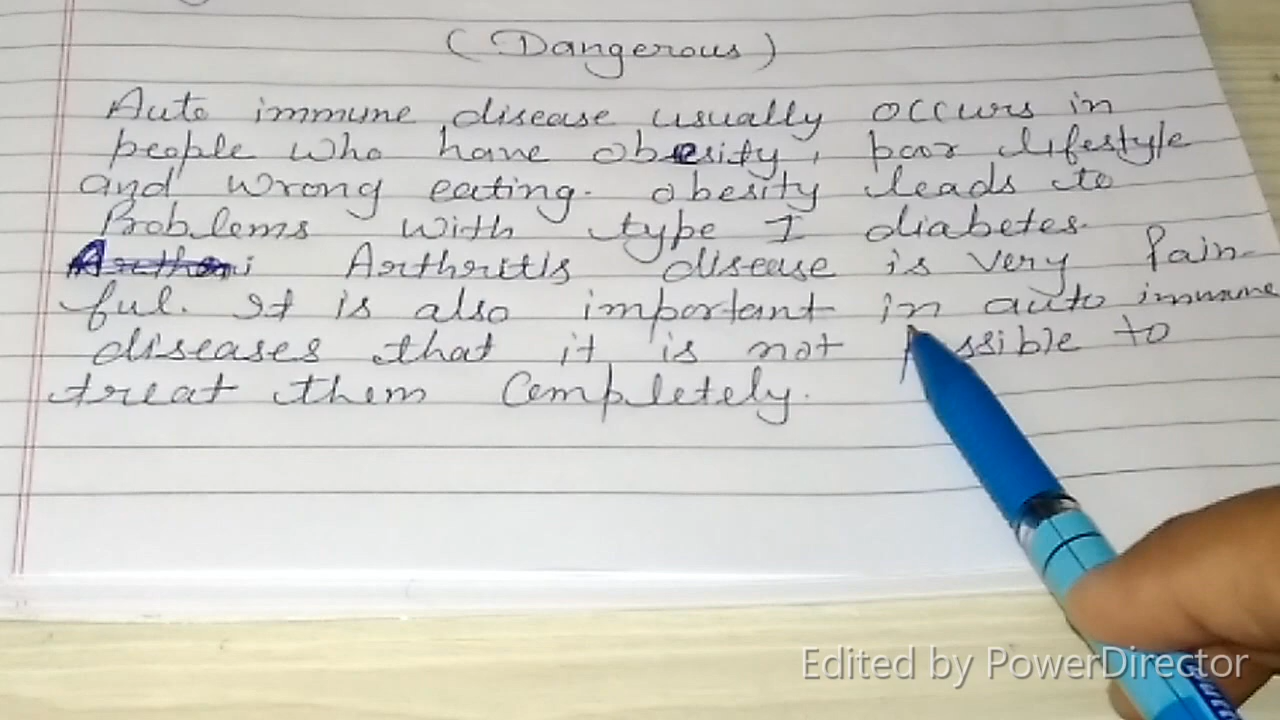 (Dangerous)
Auto immune disease usually occurs in
people who have obesity, poor lifestyle
and wrong eating. obesity leads to
Problems with type I diabetes.
Arthritis disease is very Pain-
ful. It is also important in auto immune
diseases that it is not possible to
treat them Completely.
Edited by PowerDirector